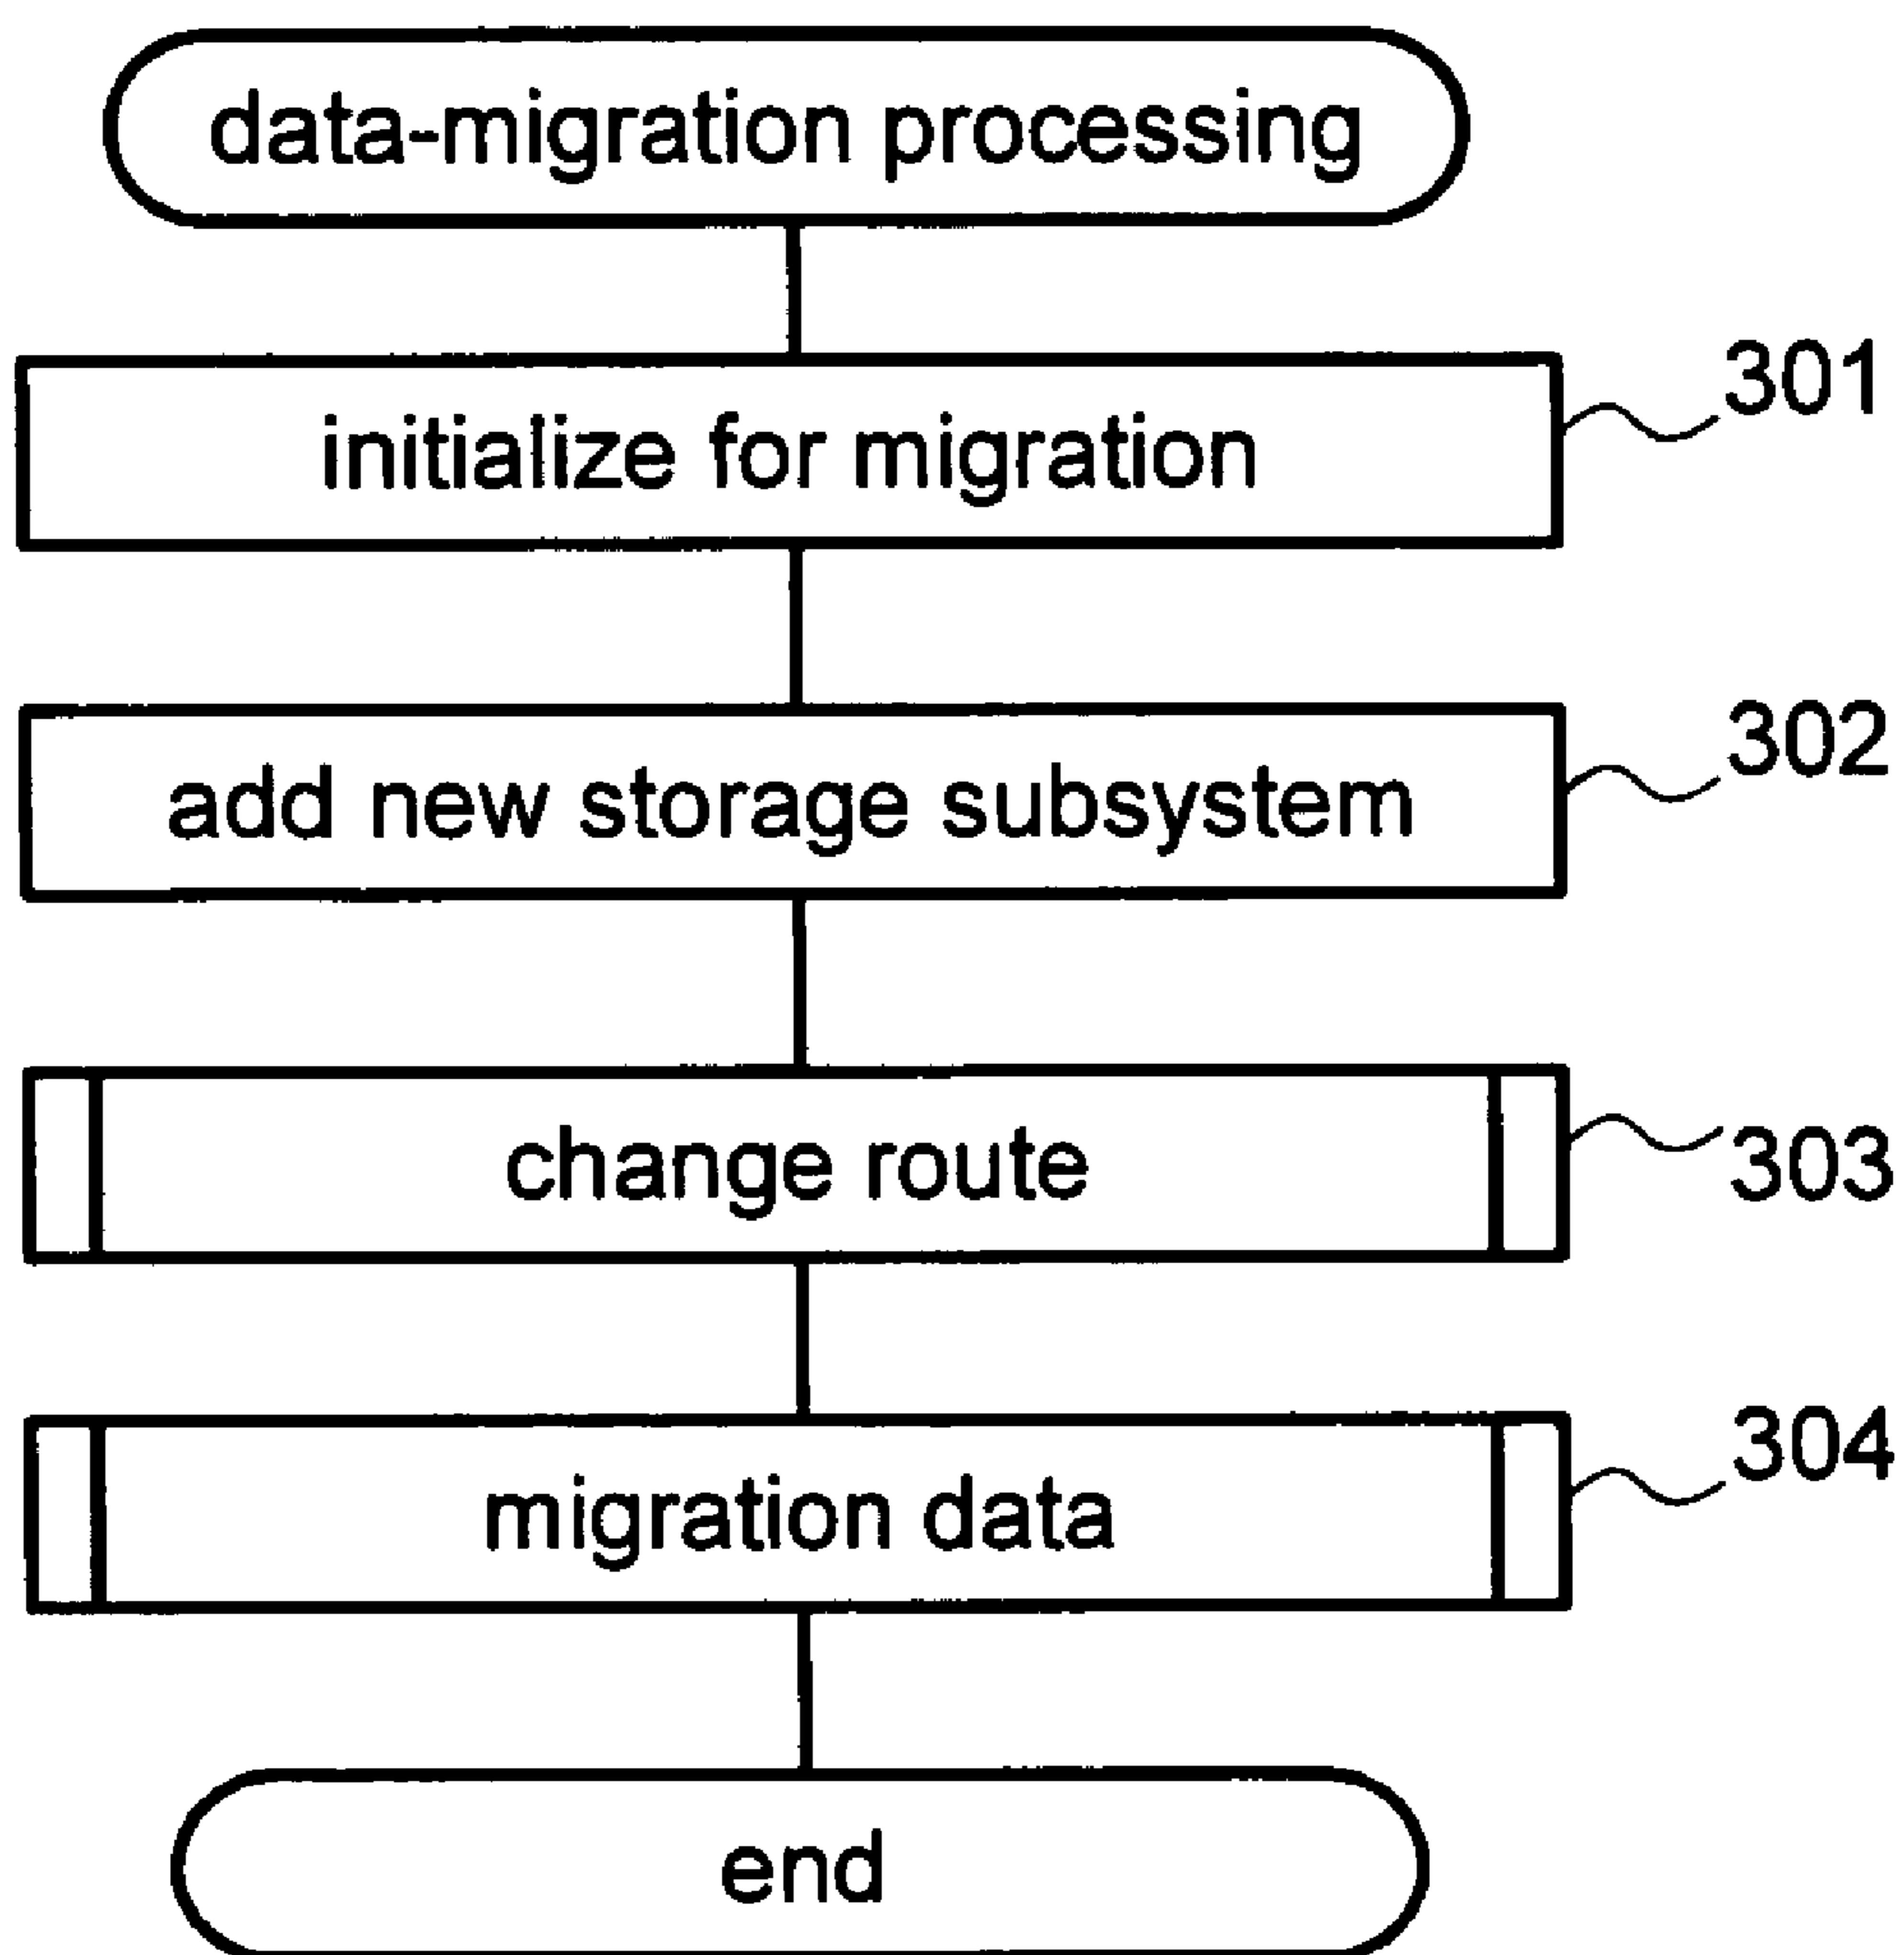 data-migration processing
301
initialize for migration
302
add new storage subsystem
change route
303
304
migration data
end